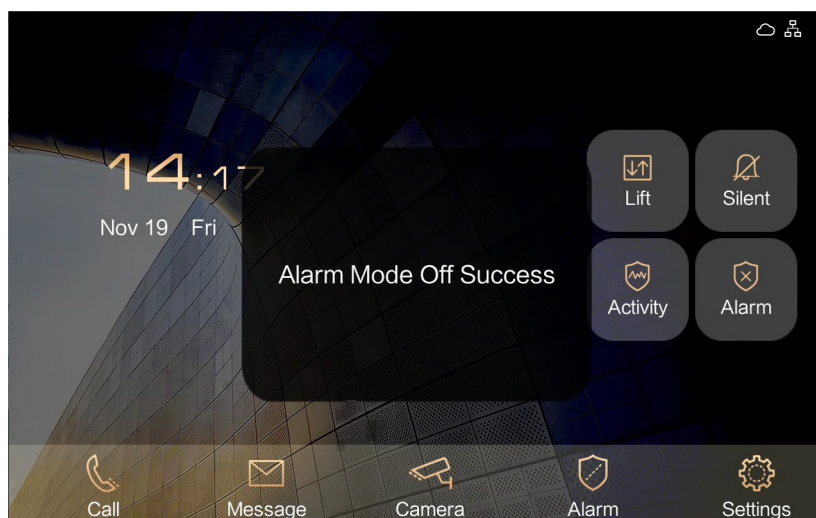 14:17
Nov 19 Fri
Lift
Silent
Alarm Mode Off Success
Activity
Alarm
Call
Message
Camera
Alarm
Settings